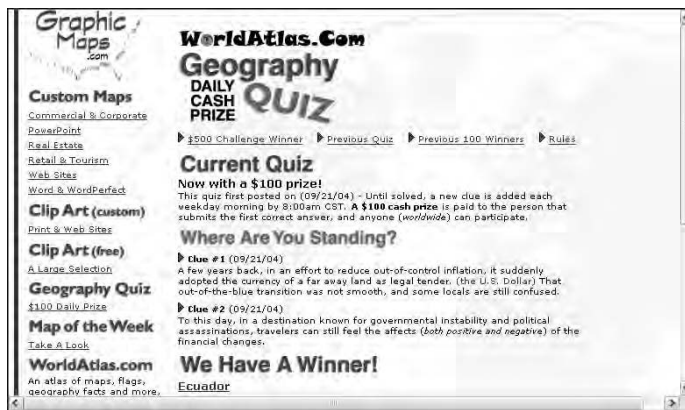 Graphic
Maps
.com
Custom Maps
Commercial & Corporate
PowerPoint
Real Estate
Retail & Tourism
Web Sites
Word & WordPerfect
Clip Art (custom)
Print & Web Sites
Clip Art (free)
A Large Selection
Geography Quiz
$100 Daily Prize
Map of the Week
Take A Look
WorldAtlas.com
An atlas of maps, flags,
geography facts and more,
WorldAtlas.Com
Geography
DAILY
CASH
PRIZE
QUIZ
$500 Challenge Winner
Previous Quiz
Previous 100 Winners
Rules
Current Quiz
Now with a $100 prize!
This quiz first posted on (09/21/04) - Until solved, a new clue is added each
weekday morning by 8:00am CST. A $100 cash prize is paid to the person that
submits the first correct answer, and anyone (worldwide) can participate.
Where Are You Standing?
Clue #1 (09/21/04)
A few years back, in an effort to reduce out-of-control inflation, it suddenly
adopted the currency of a far away land as legal tender. (the U.S. Dollar) That
out-of-the-blue transition was not smooth, and some locals are still confused.
Clue #2 (09/21/04)
To this day, in a destination known for governmental instability and political
assassinations, travelers can still feel the affects (both positive and negative) of the
financial changes.
We Have A Winner!
Ecuador